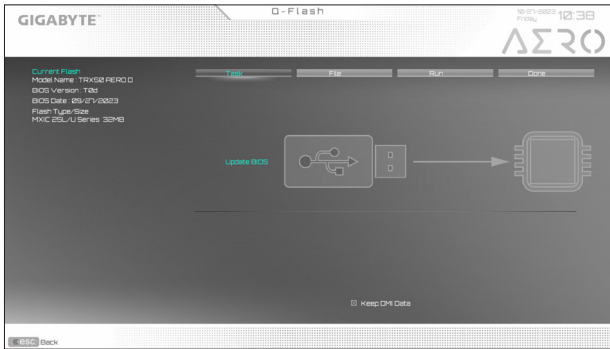 GIGABYTE™
Q-Flash
10-27-2023
Friday
10:38
AERO
Current Flash
Model Name : TRX50 AERO D
BIOS Version : T0d
BIOS Date : 09/27/2023
Flash Type/Size
MXIC 25L/U Series 32MB
Task
File
Run
Done
Update BIOS
Keep DMI Data
esc Back